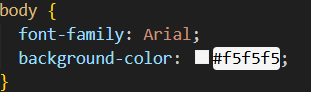 body {
  font-family: Arial;
  background-color: #f5f5f5;
}